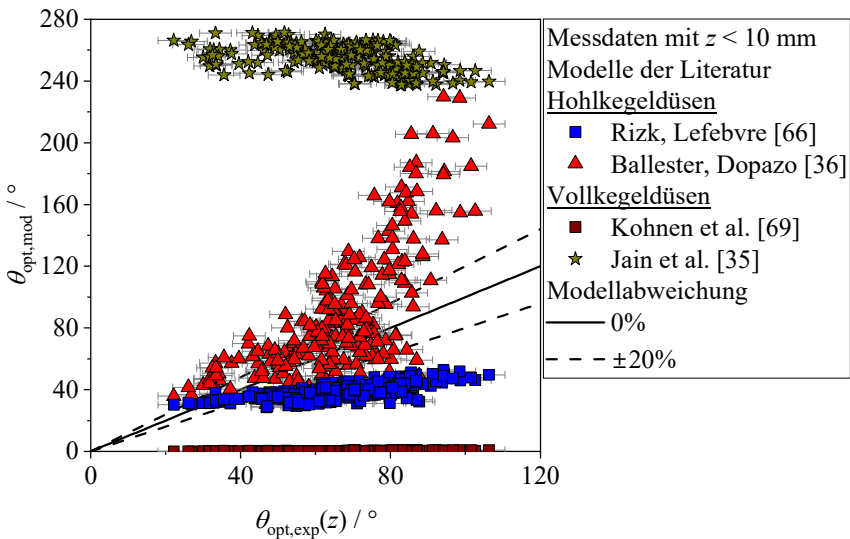 280
240
200
160
120
80
40
0
θopt,mod / °
0
40
80
120
θopt,exp(z) / °
Messdaten mit z < 10 mm
Modelle der Literatur
Hohlkegeldüsen
Rizk, Lefebvre [66]
Ballester, Dopazo [36]
Vollkegeldüsen
Kohnen et al. [69]
Jain et al. [35]
Modellabweichung
0%
±20%